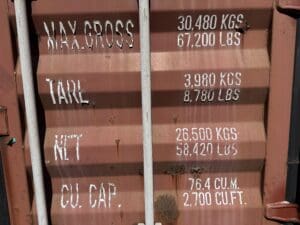 MAX.GROSS 30,480 KGS
67,200 LBS
TARE 3,980 KGS
8,780 LBS
NET 26,500 KGS
58,420 LBS
CU. CAP. 76.4 CU.M.
2,700 CU.FT.